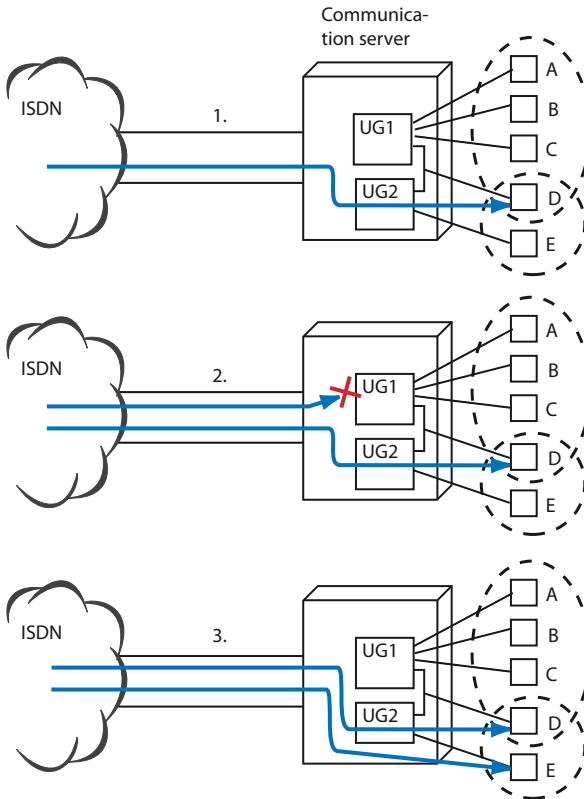 Communica-
tion server
A
ISDN
1.
B
UG1
C
UG2
D
E
A
ISDN
2.
B
UG1
C
UG2
D
E
A
ISDN
3.
B
UG1
C
UG2
D
E